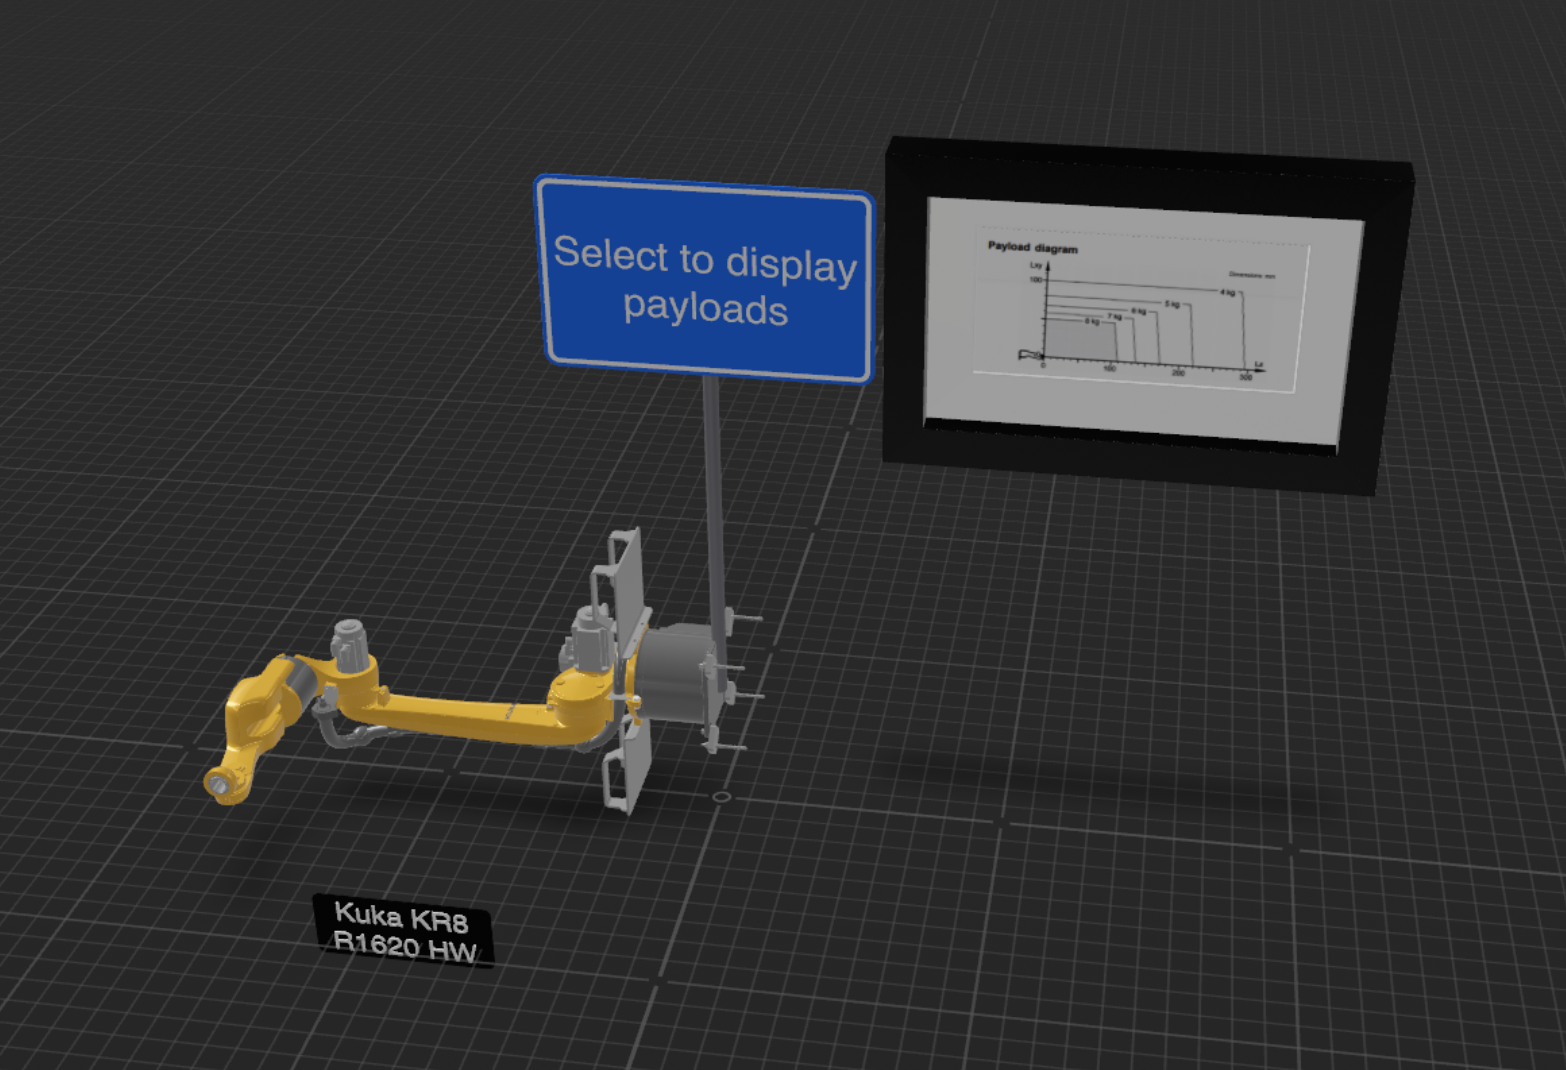 Select to display
payloads
Payload diagram
Lxy
Dimensions: mm
100
4 kg
5 kg
6 kg
7 kg
8 kg
0
100
200
300
Lz
Kuka KR8
R1620 HW